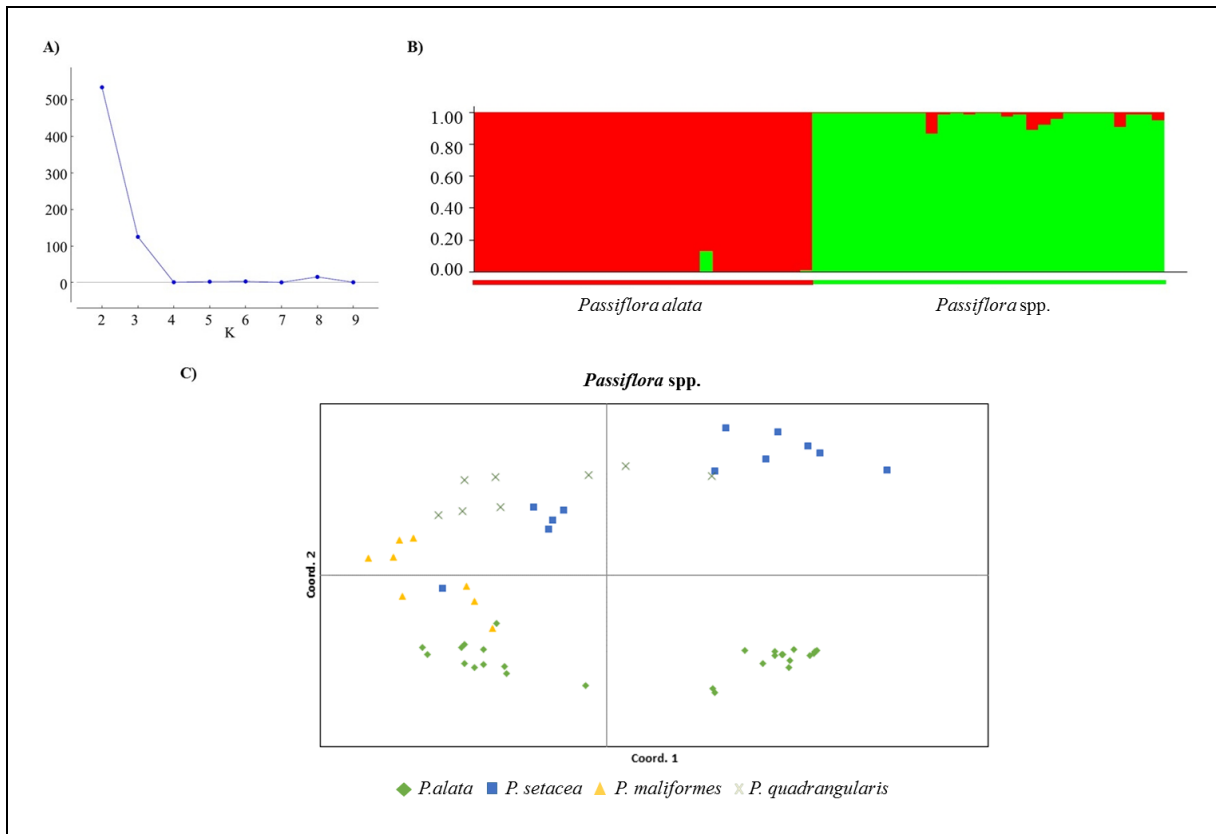 A)
500
400
300
200
100
0
2 3 4 5 6 7 8 9
K
B)
1.00
0.80
0.60
0.40
0.20
0.00
Passiflora alata
Passiflora spp.
C)
Passiflora spp.
Coord. 2
Coord. 1
P.alata P. setacea P. maliformes P. quadrangularis